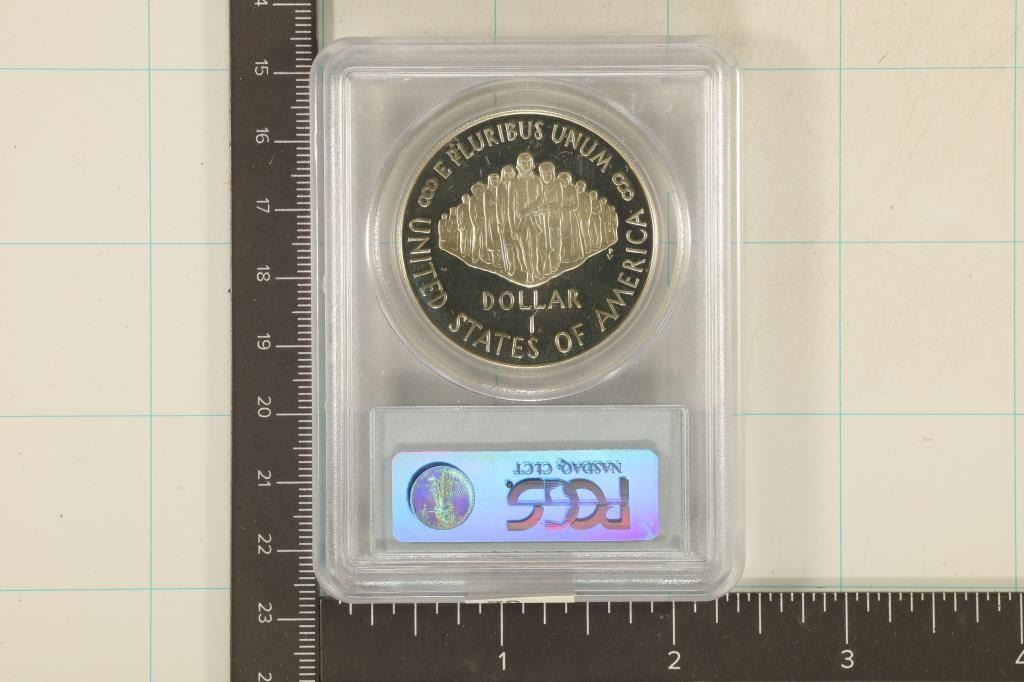 E PLURIBUS UNUM
UNITED STATES OF AMERICA
DOLLAR
1
NASDAQ: CLCT
PCGS
15
16
17
18
19
20
21
22
23
1
2
3
4